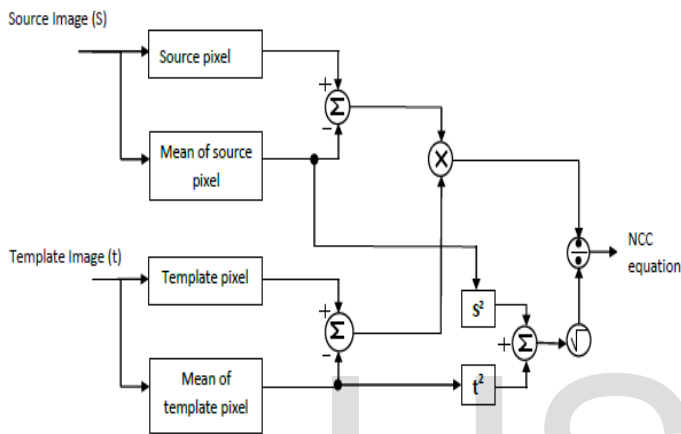 Source Image (S)
Source pixel
+
Σ
-
Mean of source
pixel
×
Template Image (t)
Template pixel
+
Σ
-
Mean of
template pixel
S²
t²
+
+
Σ
√
÷
NCC
equation